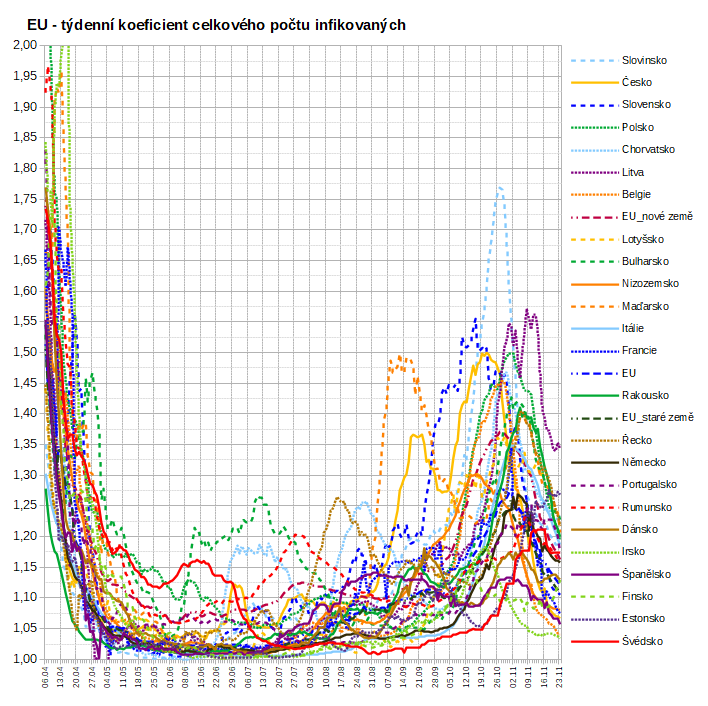 EU - týdenní koeficient celkového počtu infikovaných
2,00
1,95
1,90
1,85
1,80
1,75
1,70
1,65
1,60
1,55
1,50
1,45
1,40
1,35
1,30
1,25
1,20
1,15
1,10
1,05
1,00
06.04
13.04
20.04
27.04
04.05
11.05
18.05
25.05
01.06
08.06
15.06
22.06
29.06
06.07
13.07
20.07
27.07
03.08
10.08
17.08
24.08
31.08
07.09
14.09
21.09
28.09
05.10
12.10
19.10
26.10
02.11
09.11
16.11
23.11
Slovinsko
Česko
Slovensko
Polsko
Chorvatsko
Litva
Belgie
EU_nové země
Lotyšsko
Bulharsko
Nizozemsko
Maďarsko
Itálie
Francie
EU
Rakousko
EU_staré země
Řecko
Německo
Portugalsko
Rumunsko
Dánsko
Irsko
Španělsko
Finsko
Estonsko
Švédsko